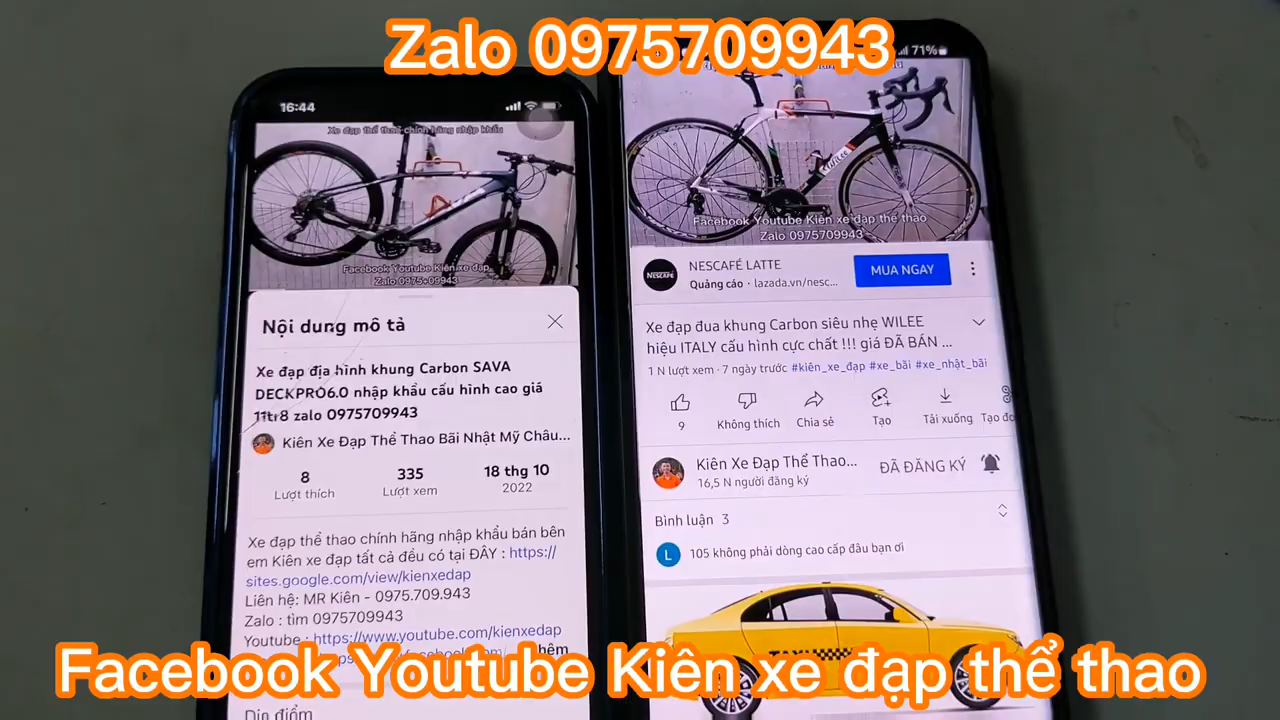 Zalo 0975709943
16:44
Xe đạp thể thao chính hãng nhập khẩu
Facebook Youtube Kiên xe đạp
Zalo 0975709943
Nội dung mô tả
Xe đạp địa hình khung Carbon SAVA
DECKPRO6.0 nhập khẩu cấu hình cao giá
11tr8 zalo 0975709943
Kiên Xe Đạp Thể Thao Bãi Nhật Mỹ Châu...
8
Lượt thích
335
Lượt xem
18 thg 10
2022
Xe đạp thể thao chính hãng nhập khẩu bán bên
em Kiên xe đạp tất cả đều có tại ĐÂY : https://
sites.google.com/view/kienxedap
Liên hệ: MR Kiên - 0975.709.943
Zalo : tìm 0975709943
Youtube : https://www.youtube.com/kienxedap
71%
WILEE
Facebook Youtube Kiên xe đạp thể thao
Zalo 0975709943
NESCAFÉ
NESCAFÉ LATTE
Quảng cáo · lazada.vn/nesc...
MUA NGAY
Xe đạp đua khung Carbon siêu nhẹ WILEE
hiệu ITALY cấu hình cực chất !!! giá ĐÃ BÁN ...
1 N lượt xem · 7 ngày trước #kiên_xe_đạp #xe_bãi #xe_nhật_bãi
9
Không thích
Chia sẻ
Tạo
Tải xuống
Tạo đo
Kiên Xe Đạp Thể Thao...
16,5 N người đăng ký
ĐÃ ĐĂNG KÝ
Bình luận 3
L
105 không phải dòng cao cấp đâu bạn ơi
TAXI
Facebook Youtube Kiên xe đạp thể thao